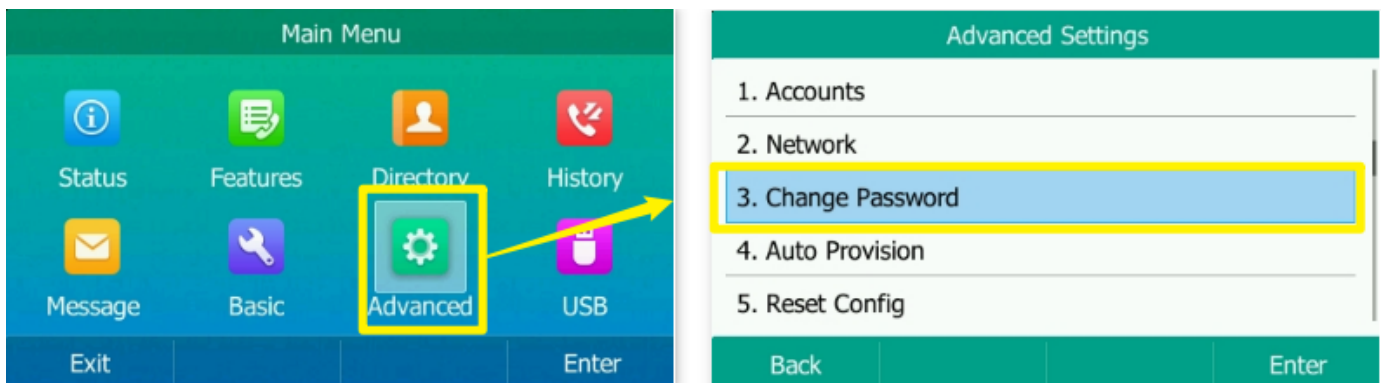 Main Menu
Status Features Directory History
Message Basic Advanced USB
Exit Enter
Advanced Settings
1. Accounts
2. Network
3. Change Password
4. Auto Provision
5. Reset Config
Back Enter